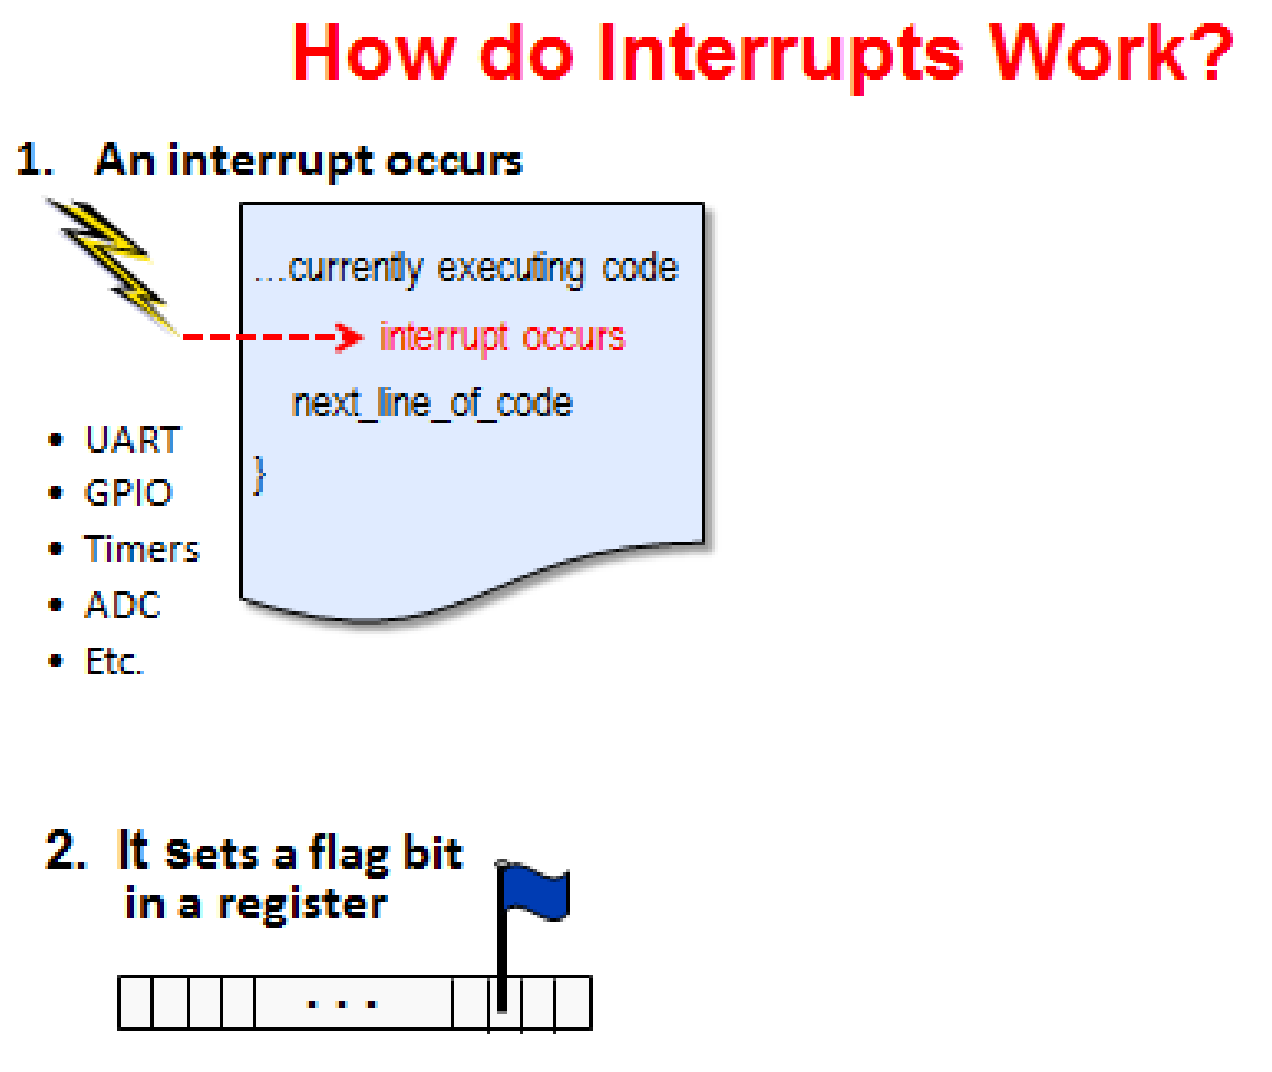 How do Interrupts Work?
1. An interrupt occurs
...currently executing code
interrupt occurs
next_line_of_code
}
• UART
• GPIO
• Timers
• ADC
• Etc.
2. It sets a flag bit
in a register
. . .